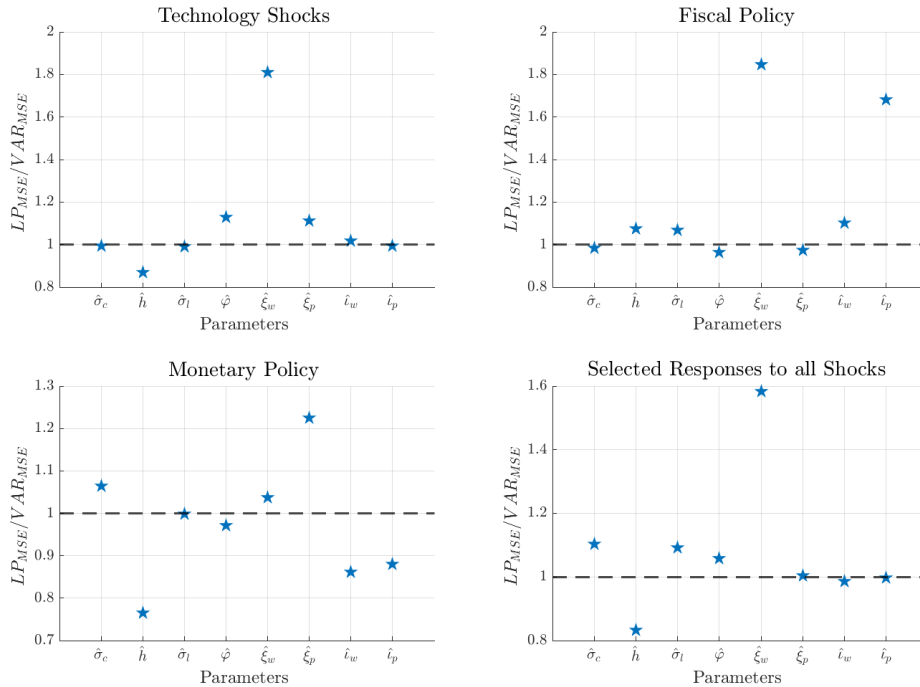 Technology Shocks
LP_{MSE}/VAR_{MSE}
2
1.8
1.6
1.4
1.2
1
0.8
σ̂_c ĥ σ̂_l φ̂ ξ̂_w ξ̂_p ι̂_w ι̂_p
Parameters
Fiscal Policy
LP_{MSE}/VAR_{MSE}
2
1.8
1.6
1.4
1.2
1
0.8
σ̂_c ĥ σ̂_l φ̂ ξ̂_w ξ̂_p ι̂_w ι̂_p
Parameters
Monetary Policy
LP_{MSE}/VAR_{MSE}
1.3
1.2
1.1
1
0.9
0.8
0.7
σ̂_c ĥ σ̂_l φ̂ ξ̂_w ξ̂_p ι̂_w ι̂_p
Parameters
Selected Responses to all Shocks
LP_{MSE}/VAR_{MSE}
1.6
1.4
1.2
1
0.8
σ̂_c ĥ σ̂_l φ̂ ξ̂_w ξ̂_p ι̂_w ι̂_p
Parameters